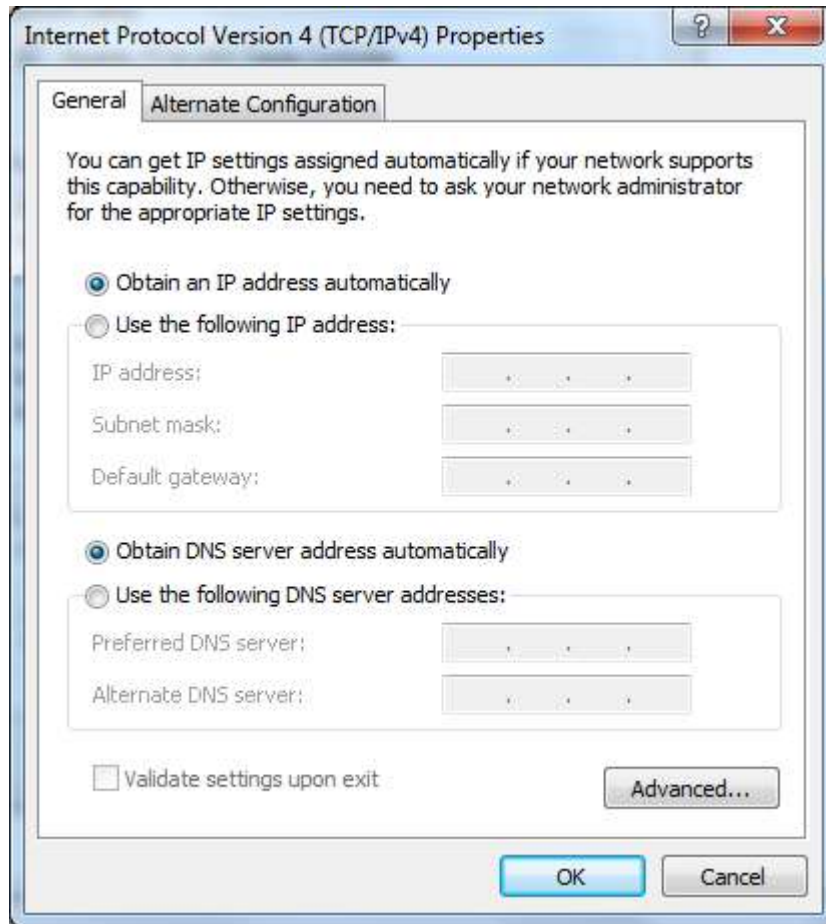 Internet Protocol Version 4 (TCP/IPv4) Properties
General
Alternate Configuration
You can get IP settings assigned automatically if your network supports
this capability. Otherwise, you need to ask your network administrator
for the appropriate IP settings.
Obtain an IP address automatically
Use the following IP address:
IP address:
. . .
Subnet mask:
. . .
Default gateway:
. . .
Obtain DNS server address automatically
Use the following DNS server addresses:
Preferred DNS server:
. . .
Alternate DNS server:
. . .
Validate settings upon exit
Advanced...
OK
Cancel